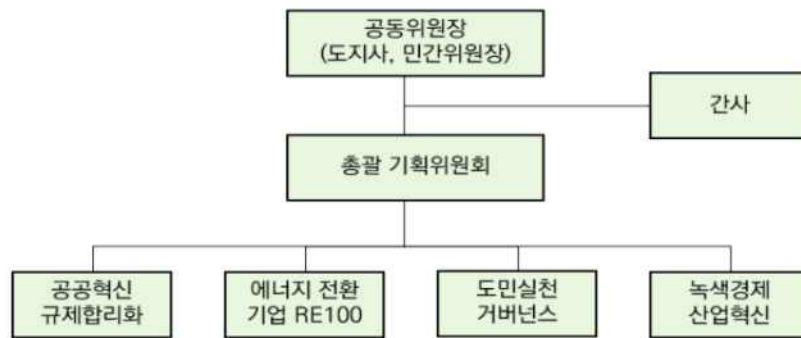 공동위원장
(도지사, 민간위원장)
간사
총괄 기획위원회
공공혁신
규제합리화
에너지 전환
기업 RE100
도민실천
거버넌스
녹색경제
산업혁신